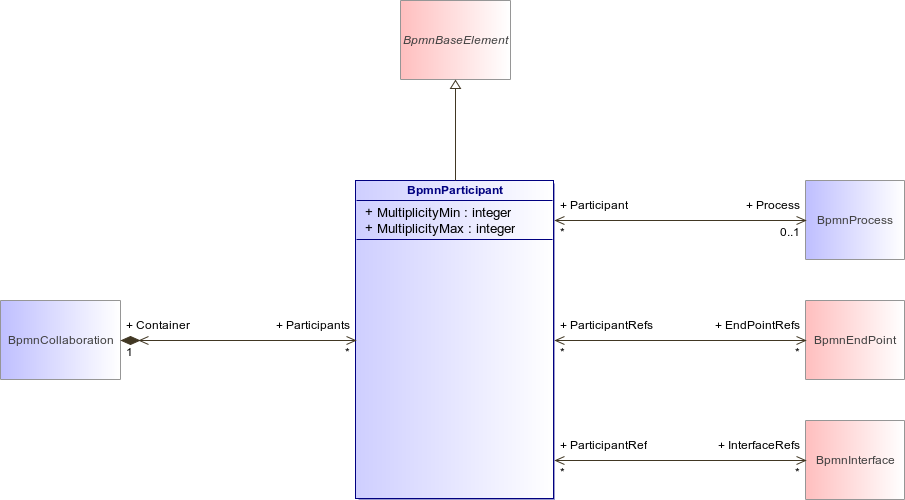 BpmnBaseElement
BpmnParticipant
+ MultiplicityMin : integer
+ MultiplicityMax : integer
+ Participant
+ Process
*
0..1
BpmnProcess
BpmnCollaboration
+ Container
+ Participants
1
*
+ ParticipantRefs
+ EndPointRefs
*
*
BpmnEndPoint
+ ParticipantRef
+ InterfaceRefs
*
*
BpmnInterface